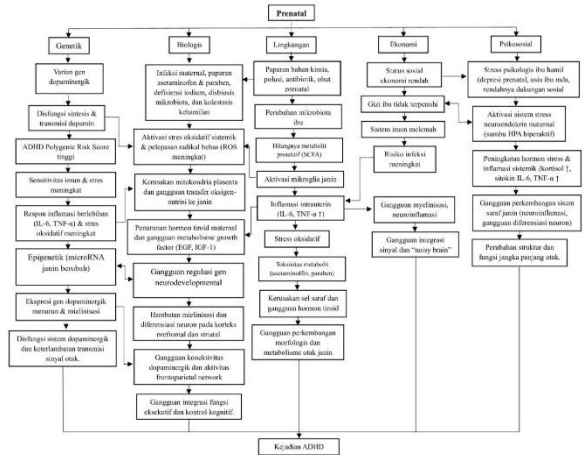 Prenatal
Genetik
Biologis
Lingkungan
Ekonomi
Psikososial
Varian gen
dopaminergik
Disfungsi sintesis &
transmisi dopamin
ADHD Polygenic Risk Score
tinggi
Sensitivitas imun & stres
meningkat
Respon inflamasi berlebihan
(IL-6, TNF-α) & stres
oksidatif meningkat
Epigenetik (microRNA
janin berubah)
Ekspresi gen dopaminergik
menurun & mielinisasi
Disfungsi sistem dopaminergik
dan keterlambatan transmisi
sinyal otak.
Infeksi maternal, paparan
asetaminofen & paraben,
defisiensi iodium, disbiosis
mikrobiota, dan kolestasis
kehamilan
Aktivasi stres oksidatif sistemik
& pelepasan radikal bebas (ROS
meningkat)
Kerusakan mitokondria plasenta
dan gangguan transfer oksigen-
nutrisi ke janin
Penurunan hormon tiroid maternal
dan gangguan metabolisme growth
factor (EGF, IGF-1)
Gangguan regulasi gen
neurodevelopmental
Hambatan mielinisasi dan
diferensiasi neuron pada korteks
prefrontal dan striatal
Gangguan konektivitas
dopaminergik dan aktivitas
frontoparietal network
Gangguan integrasi fungsi
eksekutif dan kontrol kognitif.
Paparan bahan kimia,
polusi, antibiotik, obat
prenatal
Perubahan mikrobiota
ibu
Hilangnya metabolit
protektif (SCFA)
Aktivasi mikroglia janin
Inflamasi intrauterin
(IL-6, TNF-α ↑)
Stress oksidatif
Toksisitas metabolit
(asetaminofin, paraben)
Kerusakan sel saraf dan
gangguan hormon tiroid
Gangguan perkembangan
morfologis dan
metabolisme otak janin
Status sosial
ekonomi rendah
Gizi ibu tidak terpenuhi
Sistem imun melemah
Risiko infeksi
meningkat
Gangguan myelinisasi,
neuroinflamasi
Gangguan integrasi
sinyal dan "noisy brain"
Stress psikologis ibu hamil
(depresi prenatal, usia ibu mda,
rendahnya dukungan sosial
Aktivasi sistem stress
neuroendokrin maternal
(sumbu HPA hiperaktif)
Peningkatan hormon stress &
inflamasi sistemik (kortisol ↑,
sitokin IL-6, TNF-α ↑
Gangguan perkembangan sisem
saraf janin (neuroinflamasi,
gangguan diferensiasi neuron)
Perubahan struktur dan
fungsi jangka panjang otak.
Kejadian ADHD